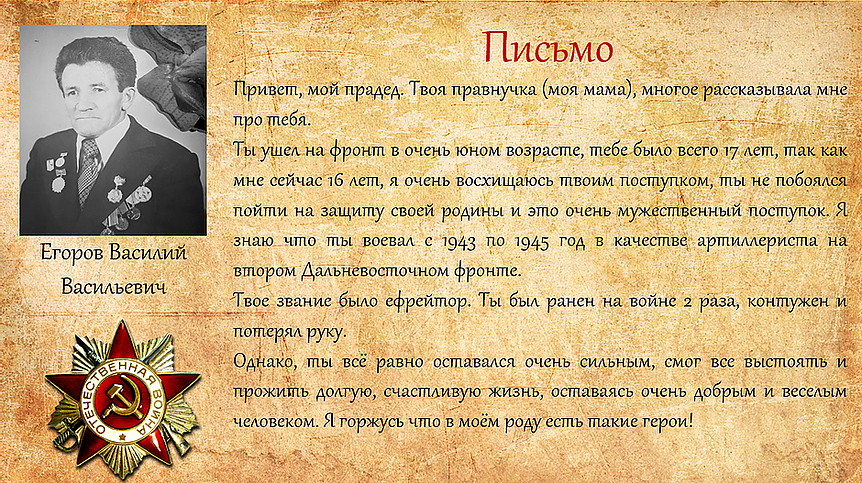 Письмо
Привет, мой прадед. Твоя правнучка (моя мама), многое рассказывала мне
про тебя.
Ты ушел на фронт в очень юном возрасте, тебе было всего 17 лет, так как
мне сейчас 16 лет, я очень восхищаюсь твоим поступком, ты не побоялся
пойти на защиту своей родины и это очень мужественный поступок. Я
знаю что ты воевал с 1943 по 1945 год в качестве артиллериста на
втором Дальневосточном фронте.
Твое звание было ефрейтор. Ты был ранен на войне 2 раза, контужен и
потерял руку.
Однако, ты всё равно оставался очень сильным, смог все выстоять и
прожить долгую, счастливую жизнь, оставаясь очень добрым и веселым
человеком. Я горжусь что в моём роду есть такие герои!
Егоров Василий
Васильевич
ОТЕЧЕСТВЕННАЯ ВОЙНА